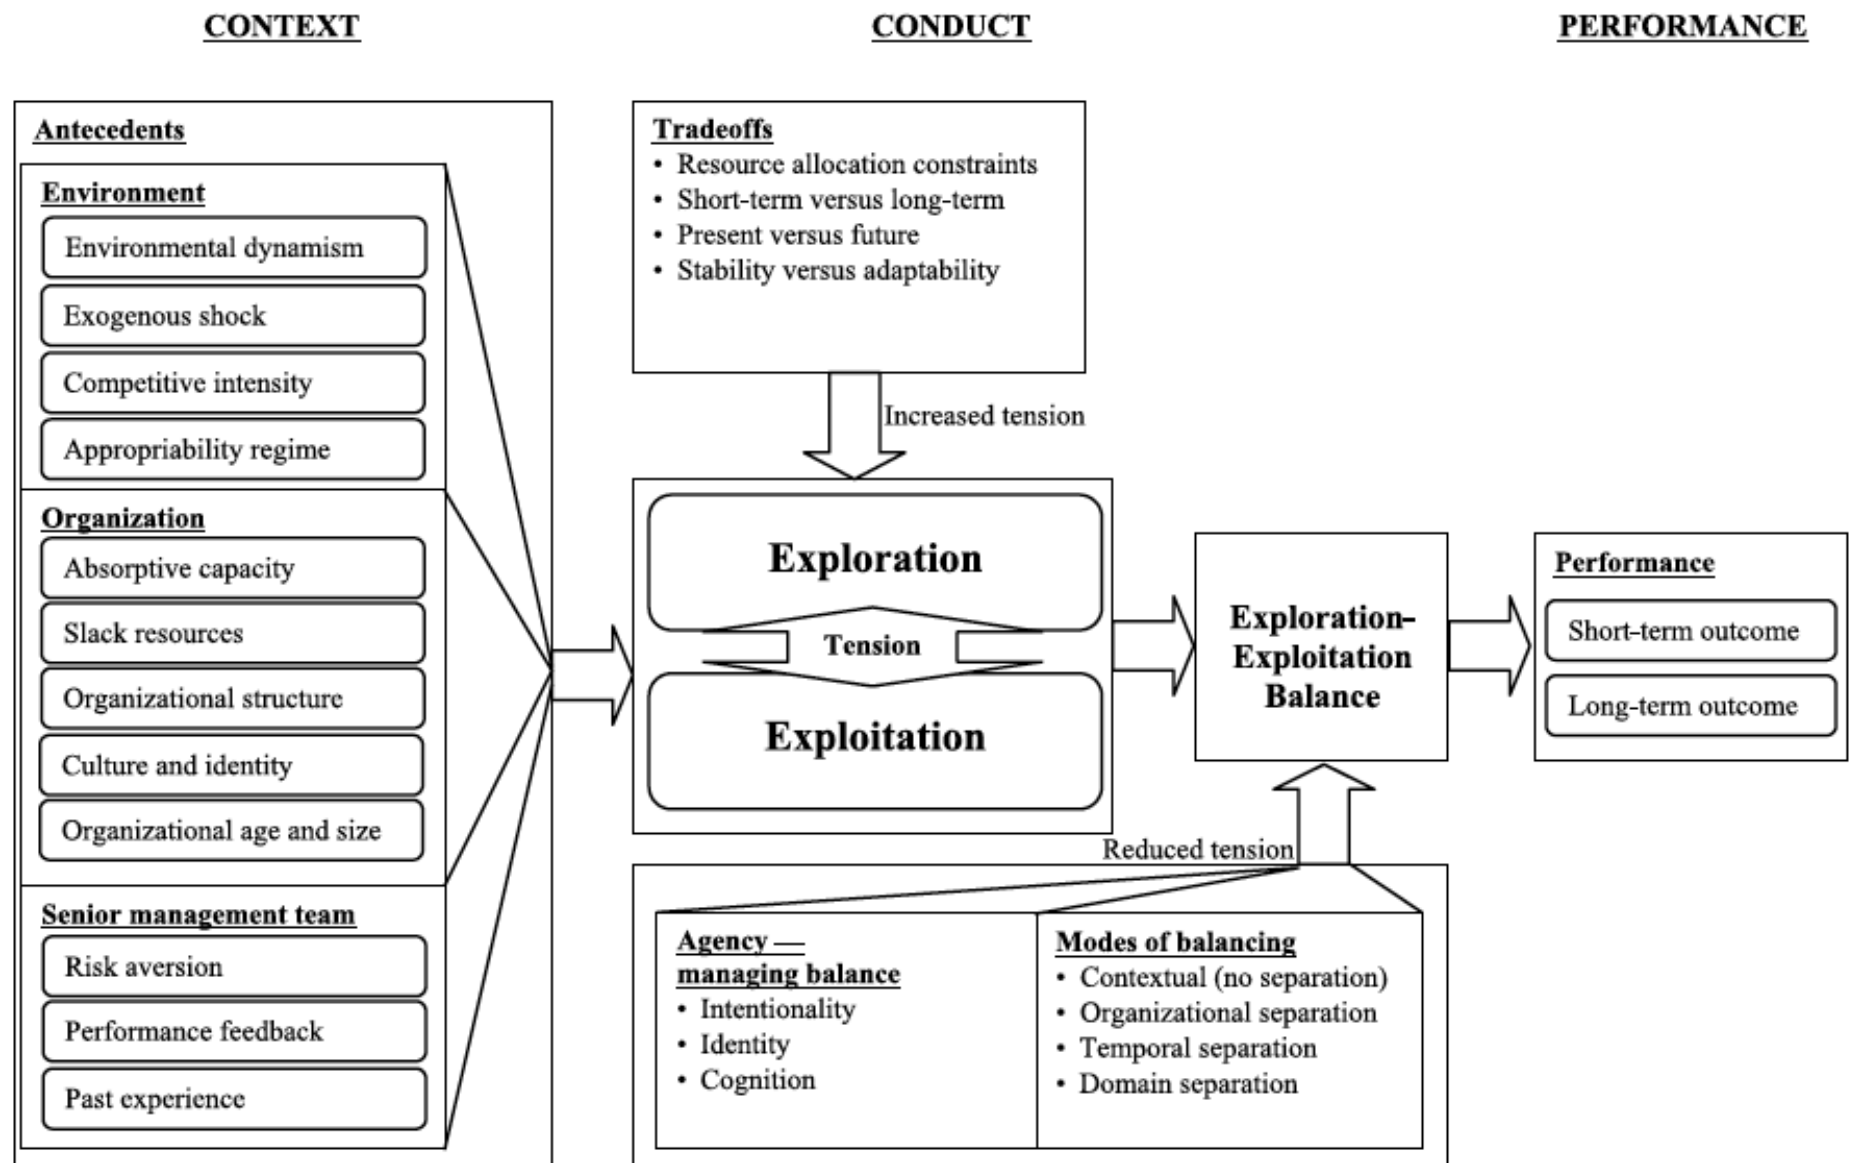 CONTEXT
CONDUCT
PERFORMANCE
Antecedents
Environment
Environmental dynamism
Exogenous shock
Competitive intensity
Appropriability regime
Organization
Absorptive capacity
Slack resources
Organizational structure
Culture and identity
Organizational age and size
Senior management team
Risk aversion
Performance feedback
Past experience
Tradeoffs
• Resource allocation constraints
• Short-term versus long-term
• Present versus future
• Stability versus adaptability
Increased tension
Exploration
Tension
Exploitation
Exploration–
Exploitation
Balance
Reduced tension
Agency —
managing balance
• Intentionality
• Identity
• Cognition
Modes of balancing
• Contextual (no separation)
• Organizational separation
• Temporal separation
• Domain separation
Performance
Short-term outcome
Long-term outcome